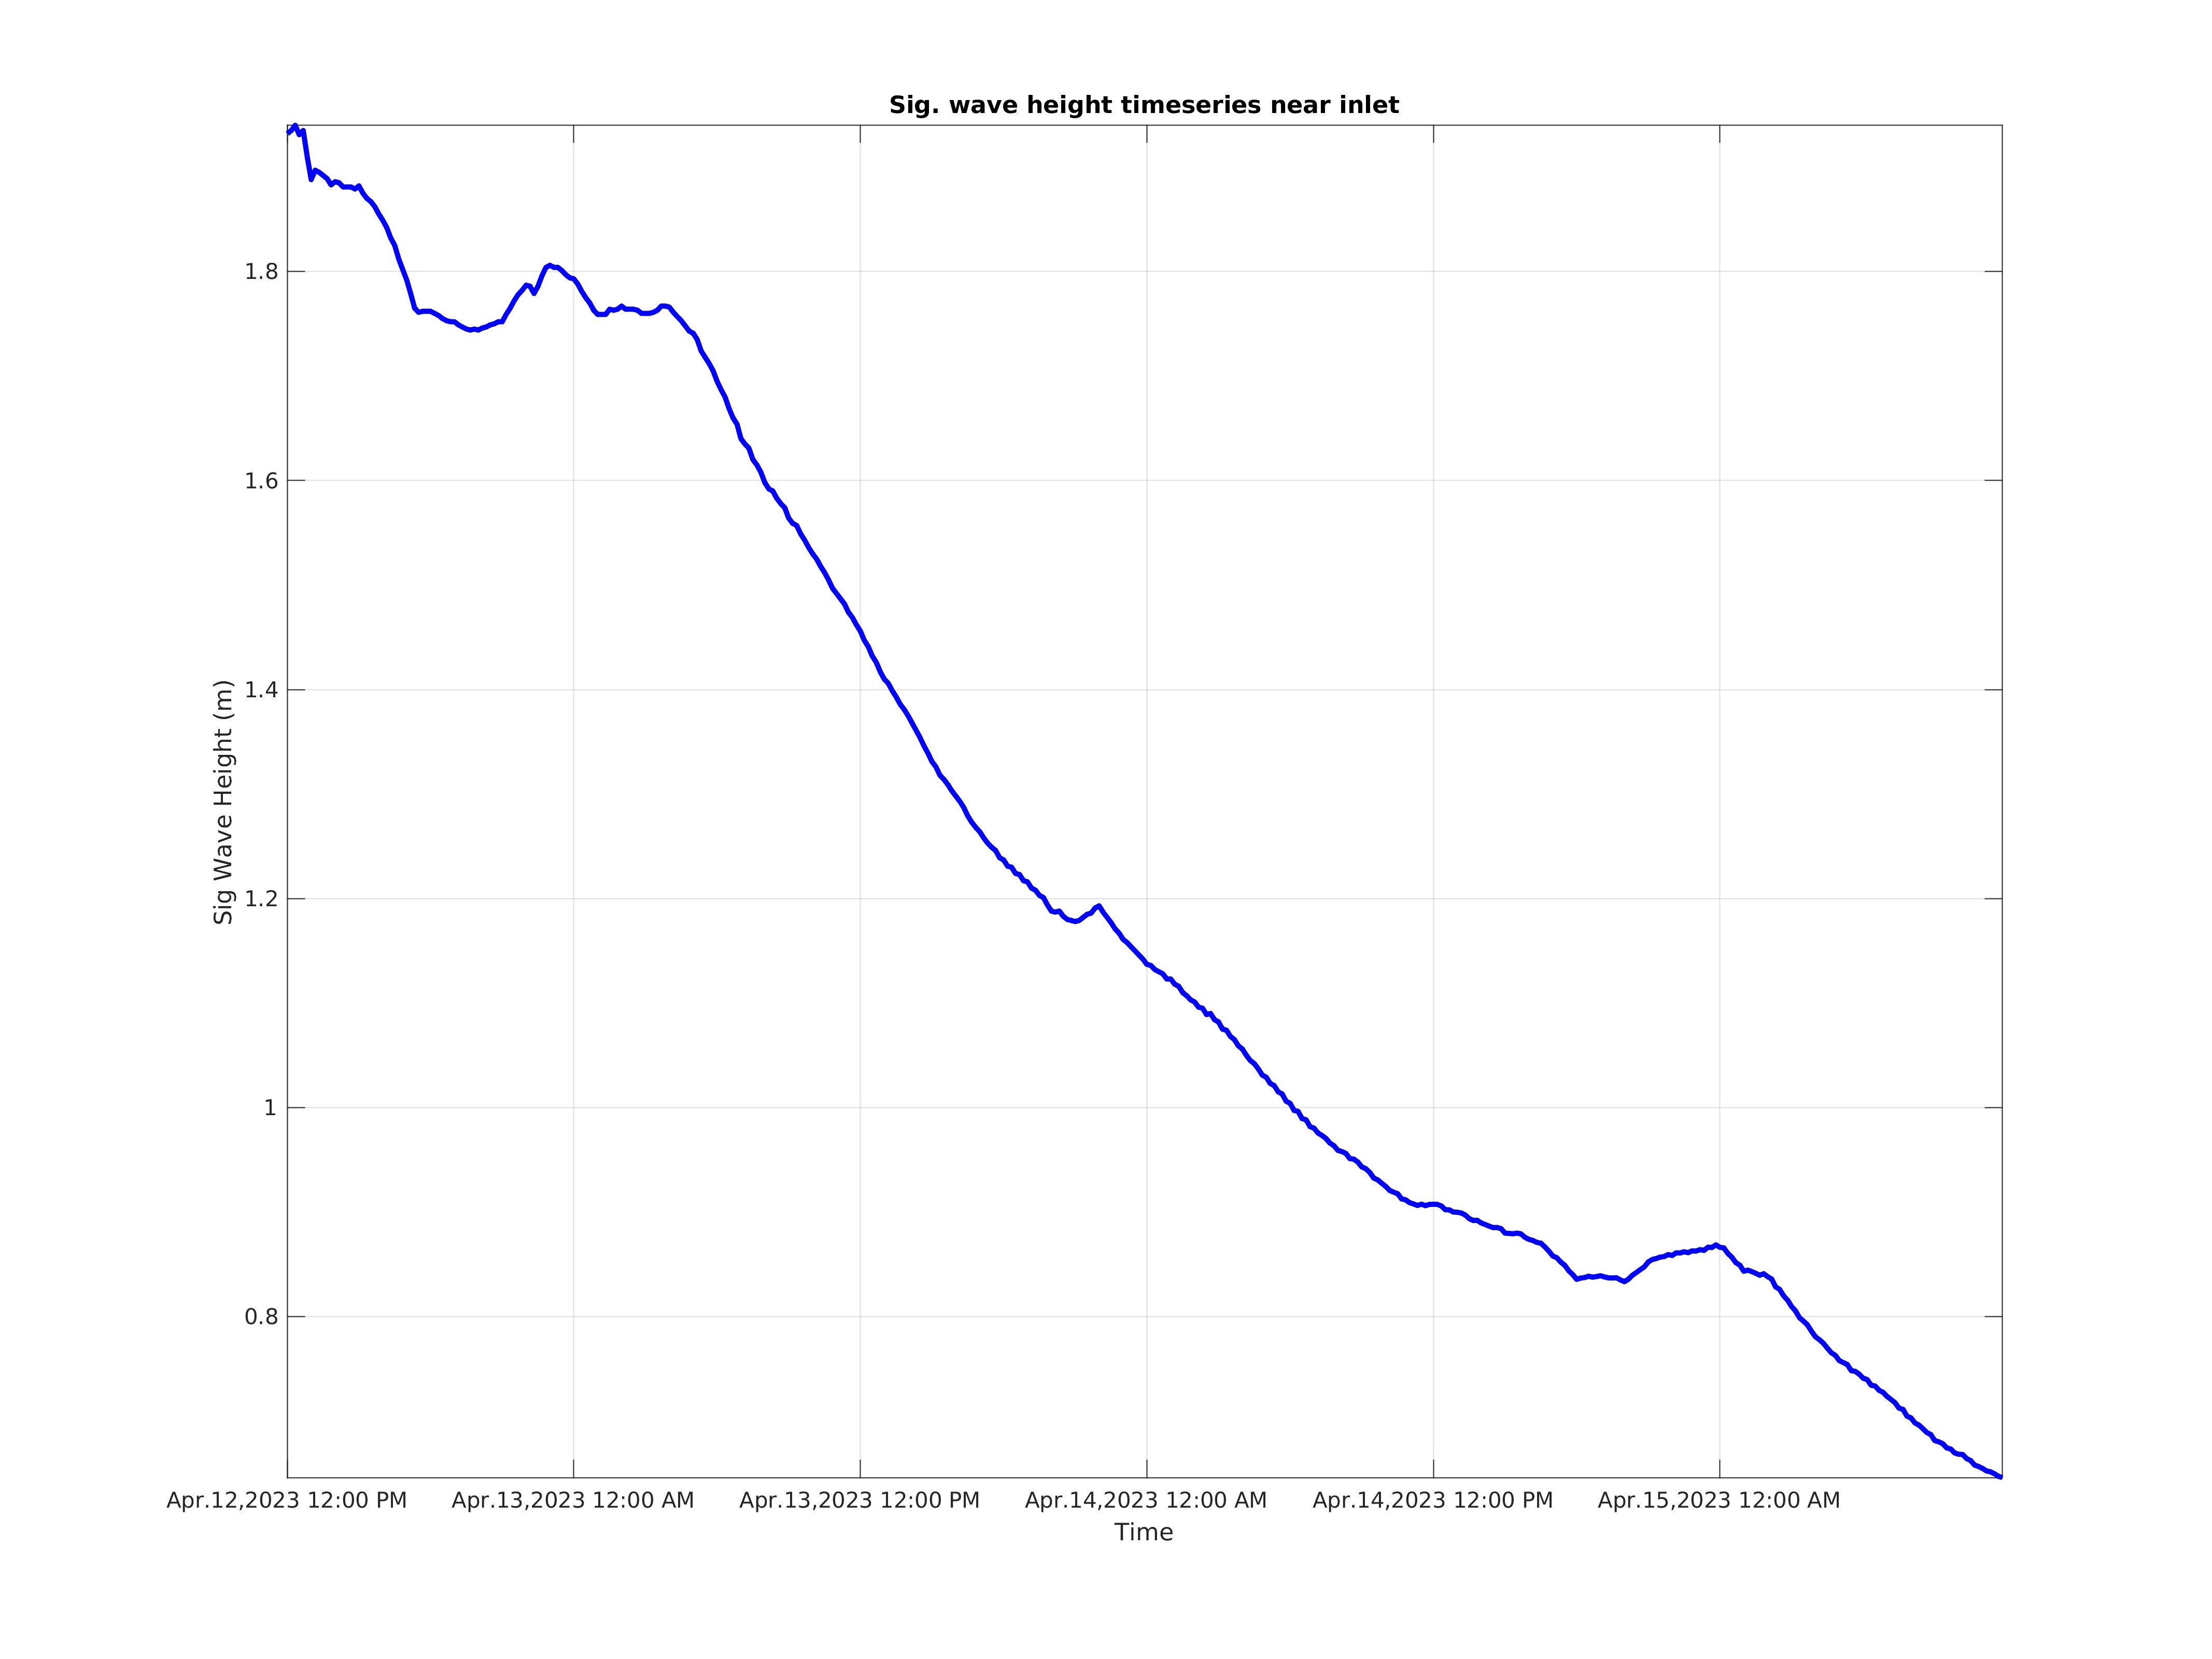 Sig. wave height timeseries near inlet
Sig Wave Height (m)
1.8
1.6
1.4
1.2
1
0.8
Apr.12,2023 12:00 PM Apr.13,2023 12:00 AM Apr.13,2023 12:00 PM Apr.14,2023 12:00 AM Apr.14,2023 12:00 PM Apr.15,2023 12:00 AM
Time